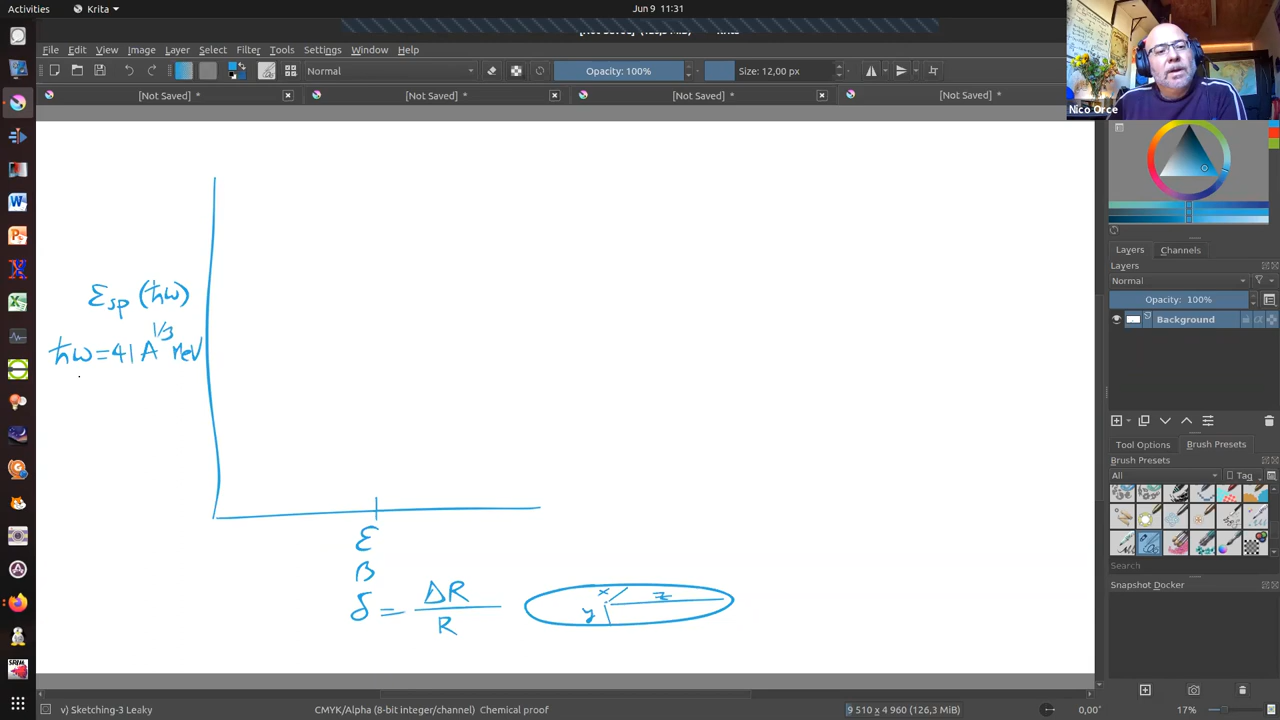 Activities
Krita
Jun 9 11:31
File Edit View Image Layer Select Filter Tools Settings Window Help
Normal
Opacity: 100%
Size: 12,00 px
[Not Saved] *
[Not Saved] *
[Not Saved] *
[Not Saved] *
Nico Orce
Ɛsp (ħω)
ħω = 41 A^1/3 MeV
Ɛ
β
δ = ΔR / R
x
y
z
Layers Channels
Layers
Normal
Opacity: 100%
Background
Tool Options Brush Presets
Brush Presets
All
Tag
Search
Snapshot Docker
v) Sketching-3 Leaky
CMYK/Alpha (8-bit integer/channel) Chemical proof
9 510 x 4 960 (126,3 MiB)
0,00°
17%